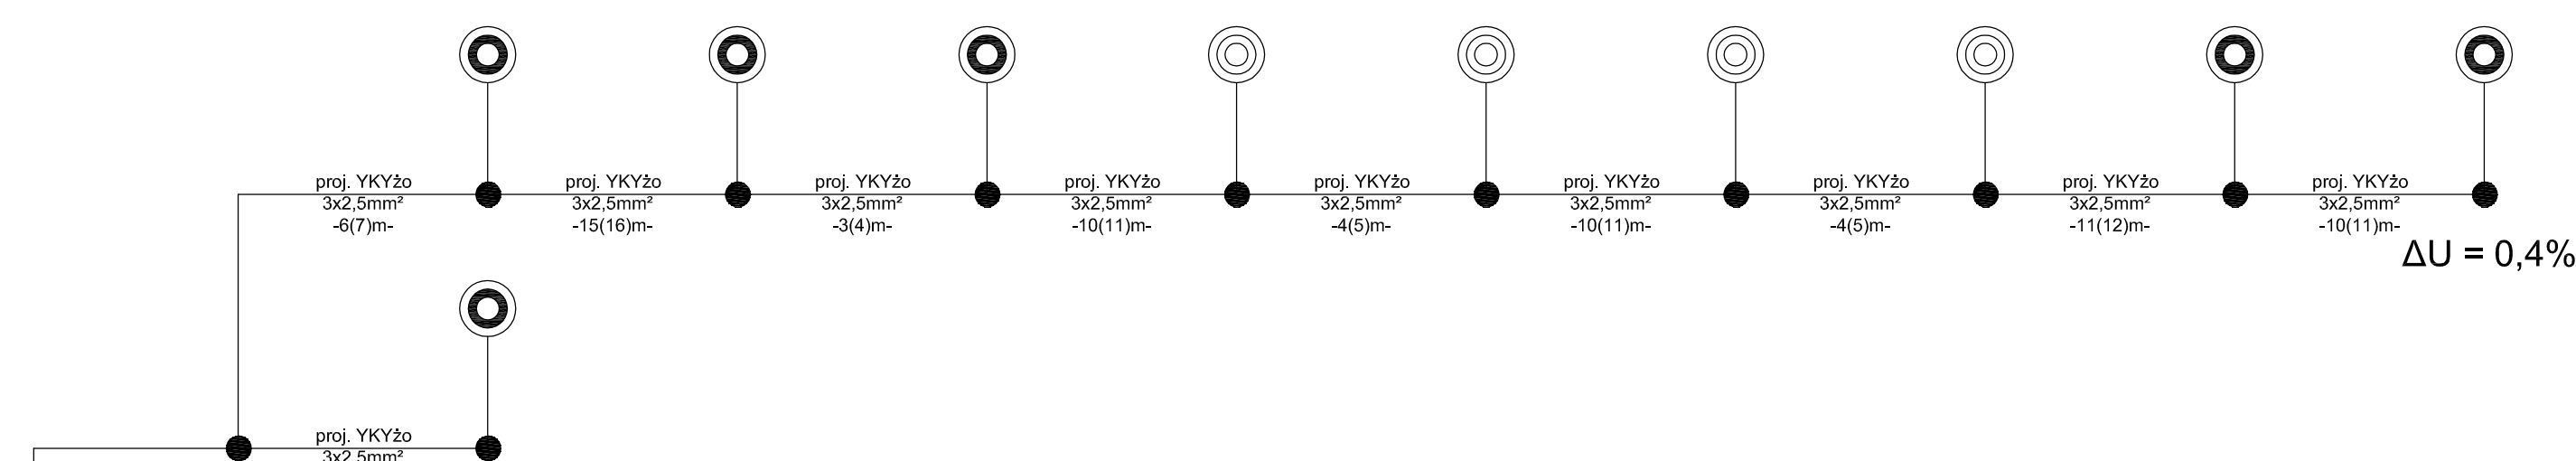 proj. YKYżo
3x2,5mm²
-6(7)m-
proj. YKYżo
3x2,5mm²
-15(16)m-
proj. YKYżo
3x2,5mm²
-3(4)m-
proj. YKYżo
3x2,5mm²
-10(11)m-
proj. YKYżo
3x2,5mm²
-4(5)m-
proj. YKYżo
3x2,5mm²
-10(11)m-
proj. YKYżo
3x2,5mm²
-4(5)m-
proj. YKYżo
3x2,5mm²
-11(12)m-
proj. YKYżo
3x2,5mm²
-10(11)m-
ΔU = 0,4%
proj. YKYżo
3x2,5mm²